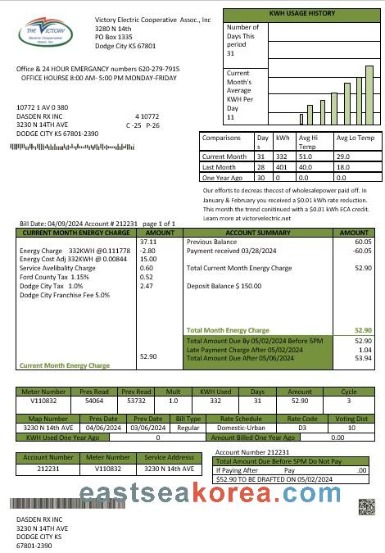 THE VICTORY
Victory Electric Cooperative Assoc., Inc
3280 N 14th
PO Box 1335
Dodge City KS 67801
Office & 24 HOUR EMERGANCY numbers 620-279-7915
OFFICE HOURSE 8:00 AM- 5:00 PM MONDAY-FRIDAY
KWH USAGE HISTORY
Number of
Days This
period
31
Current
Month's
Average
KWH Per
Day
11
10772 1 AV 0 380
DASDEN RX INC 4 10772
3230 N 14TH AVE C -25 P-26
DODGE CITY KS 67801-2390
Comparisons Day s kWh Avg Hi Temp Avg Lo Temp
Current Month 31 332 51.0 29.0
Last Month 28 401 40.0 18.0
One Year Ago 30 0 0.0 0.0
Our efforts to decrease thecost of wholesalepower paid off. In
January & February you received a $0.01 kWh rate reduction.
This month the trend continued with a $0.01 kWh ECA credit.
Learn more at victorelectric.net
Bill Date: 04/09/2024 Account # 212231 page 1 of 1
CURRENT MONTH ENERGY CHARGE AMOUNT ACCOUNT SUMMARY AMOUNT
37.11 Previous Balance 60.05
Energy Charge 332KWH @0.111778 -2.80 Payment received 03/28/2024 -60.05
Energy Cost Adj 332KWH @ 0.00844 15.00
Service Avelibality Charge 0.60 Total Current Month Energy Charge 52.90
Ford County Tax 1.15% 0.52
Dodge City Tax 1.0% 2.47 Deposit Balance $ 150.00
Dodge City Franchise Fee 5.0%
Total Month Energy Charge 52.90
Total Amount Due By 05/02/2024 Before 5PM 52.90
52.90 Late Payment Charge After 05/02/2024 1.04
Current Month Energy Charge Total Amount Due After 05/06/2024 53.94
Meter Number Pres Read Prev Read Mult KWH Used Days Amount Cycle
V110832 54064 53732 1.0 332 31 52.90 3
Map Number Pres Date Prev Date Bill Type Rate Schedule Rate Code Voting Dist
3230 N 14th AVE 04/06/2024 03/06/2024 Regular Domestic-Urban D3 10
KWH Used One Year Ago 0 Amount Billed One Year Ago 0.00
Account Number Meter Number Service Addresss
212231 V110832 3230 N 14th AVE
Account Number 212231
Total Amount Due Before 5PM Do Not Pay
If Paying After Pay .00
$52.90 TO BE DRAFTED ON 05/02/2024
eastseakorea.com
DASDEN RX INC
3230 N 14TH AVE
DODGE CITY KS
67801-2390